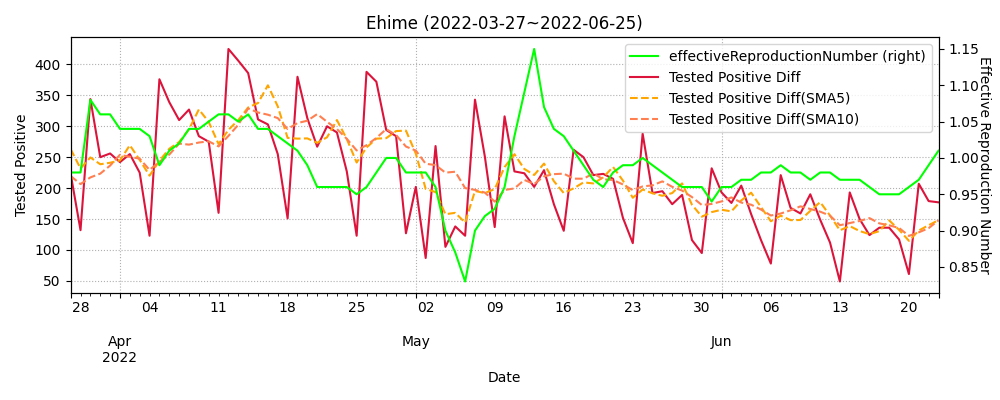 Ehime (2022-03-27~2022-06-25)
effectiveReproductionNumber (right)
Tested Positive Diff
Tested Positive Diff(SMA5)
Tested Positive Diff(SMA10)
Tested Positive
400
350
300
250
200
150
100
50
1.15
1.10
1.05
1.00
0.95
0.90
0.85
Effective Reproduction Number
28 04 11 18 25 02 09 16 23 30 06 13 20
Apr May Jun
2022
Date